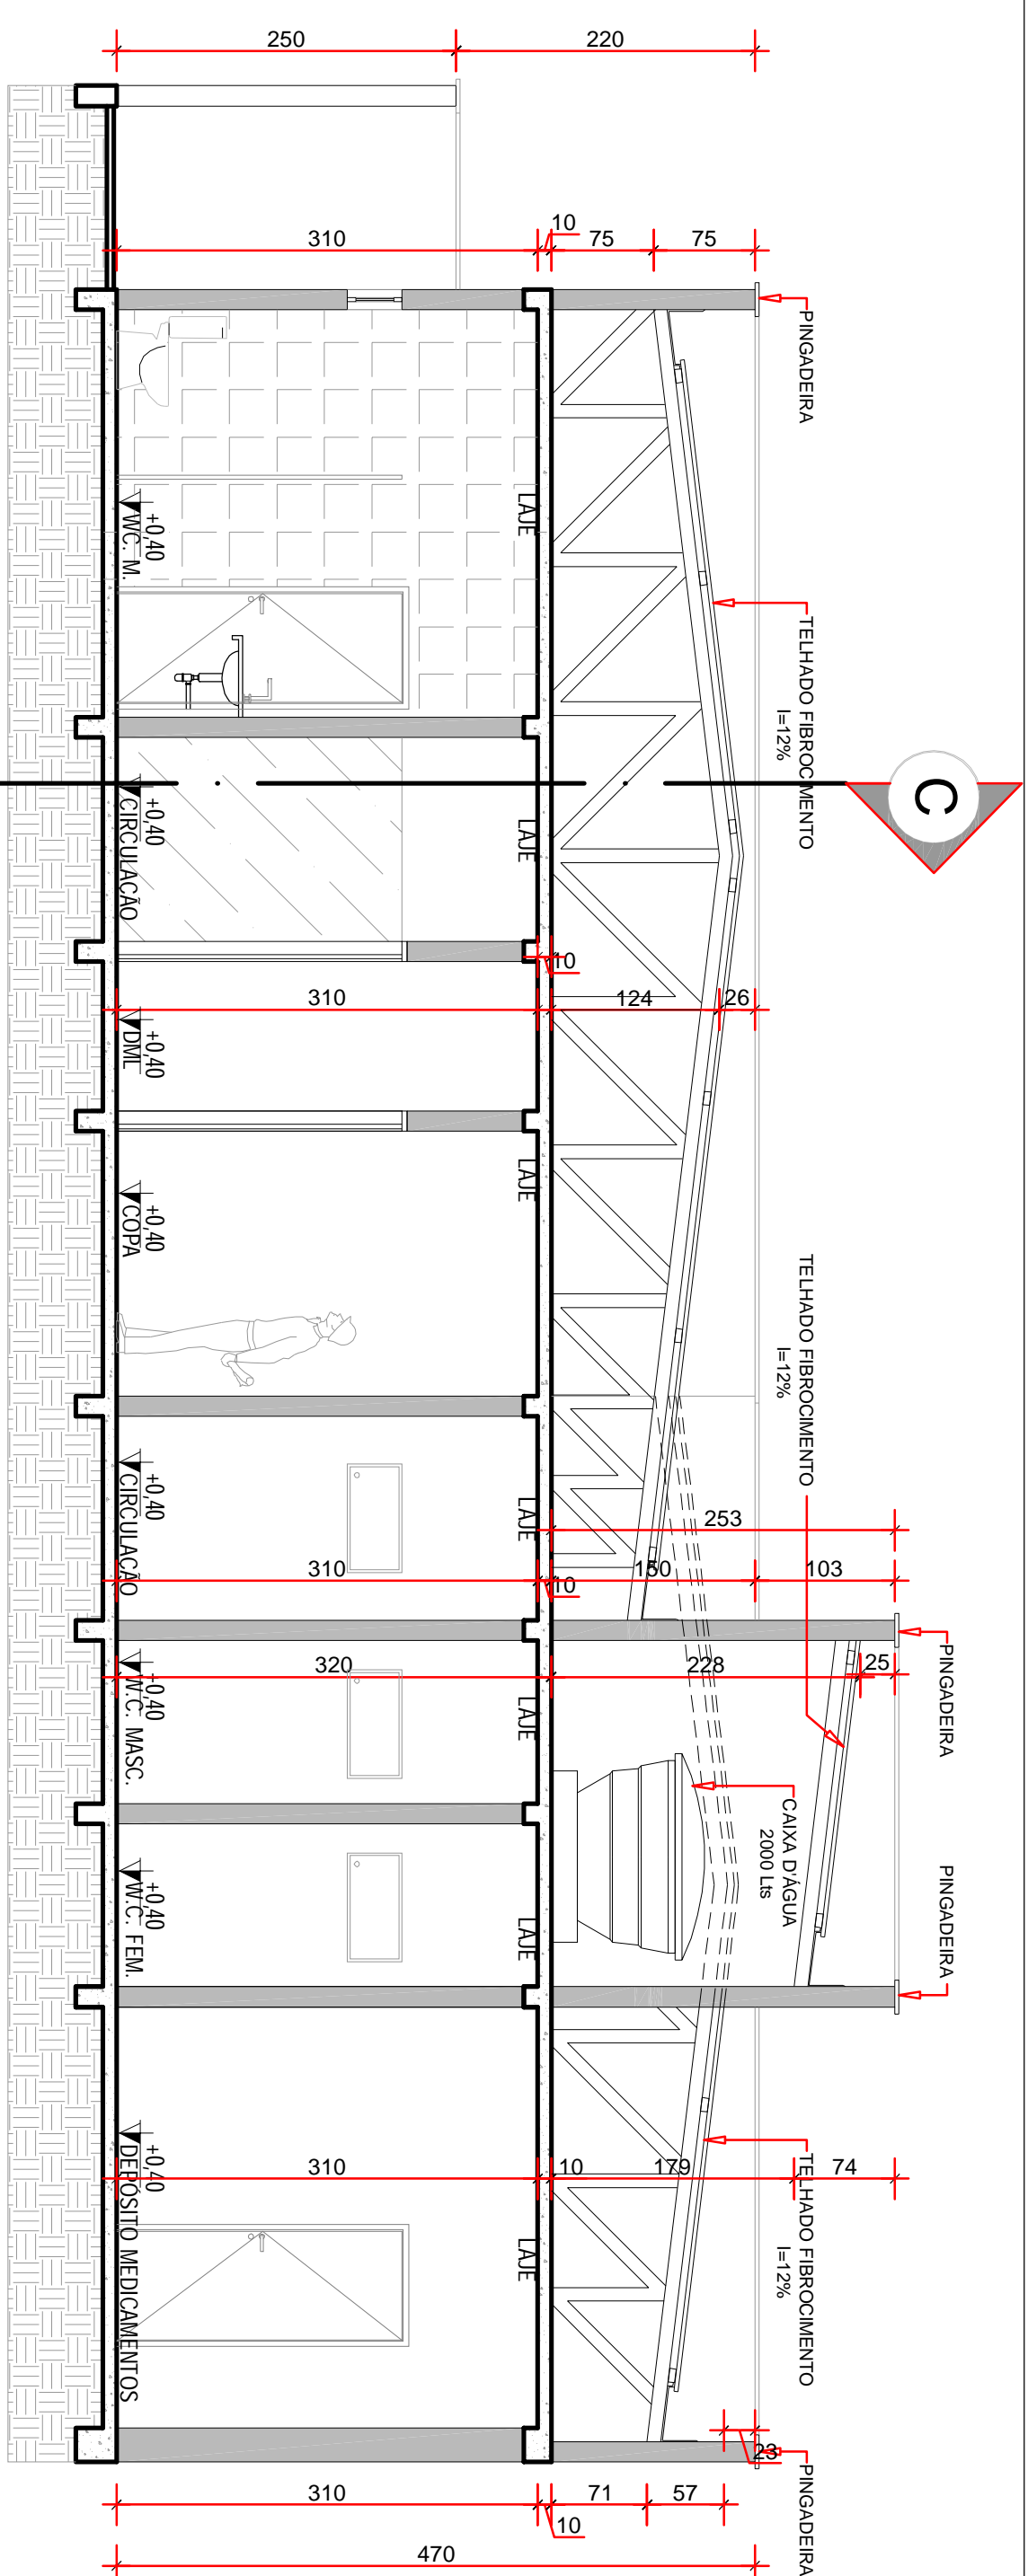 250
220
310
10
75
75
PINGADEIRA
TELHADO FIBROCIMENTO
I=12%
C
LAJE
+0,40
WC. M.
LAJE
+0,40
CIRCULAÇÃO
10
310
124
26
+0,40
DML
LAJE
+0,40
COPA
TELHADO FIBROCIMENTO
I=12%
LAJE
+0,40
CIRCULAÇÃO
253
310
10
150
103
PINGADEIRA
320
228
25
LAJE
+0,40
W.C. MASC.
CAIXA D'ÁGUA
2000 Lts
PINGADEIRA
LAJE
+0,40
W.C. FEM.
310
10
179
74
TELHADO FIBROCIMENTO
I=12%
LAJE
+0,40
DEPÓSITO MEDICAMENTOS
23
PINGADEIRA
310
10
71
57
470